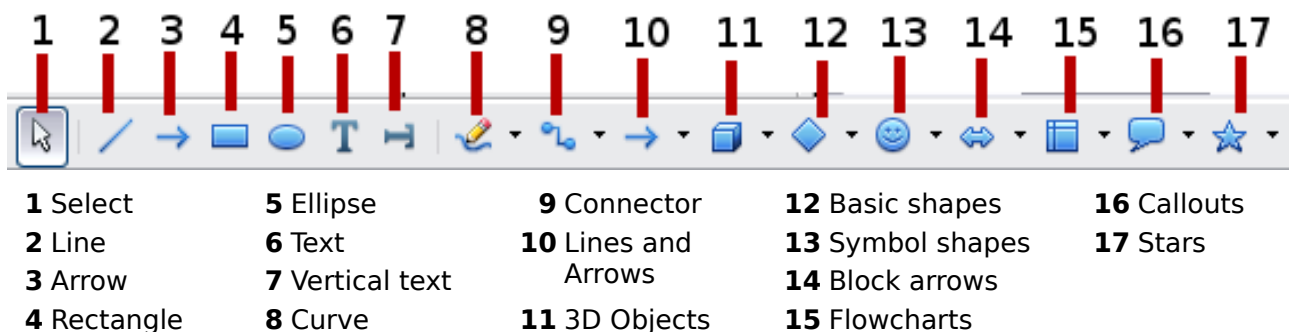 1 2 3 4 5 6 7 8 9 10 11 12 13 14 15 16 17
T
1 Select
2 Line
3 Arrow
4 Rectangle
5 Ellipse
6 Text
7 Vertical text
8 Curve
9 Connector
10 Lines and
Arrows
11 3D Objects
12 Basic shapes
13 Symbol shapes
14 Block arrows
15 Flowcharts
16 Callouts
17 Stars